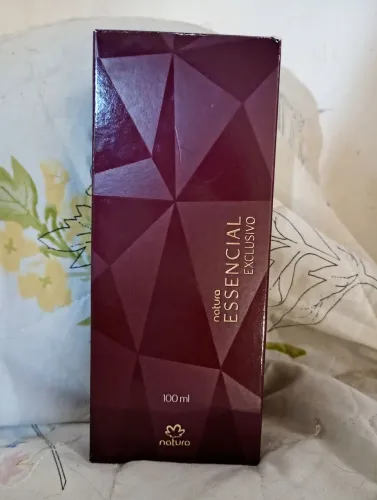 natura
ESSENCIAL
EXCLUSIVO
100 ml
natura